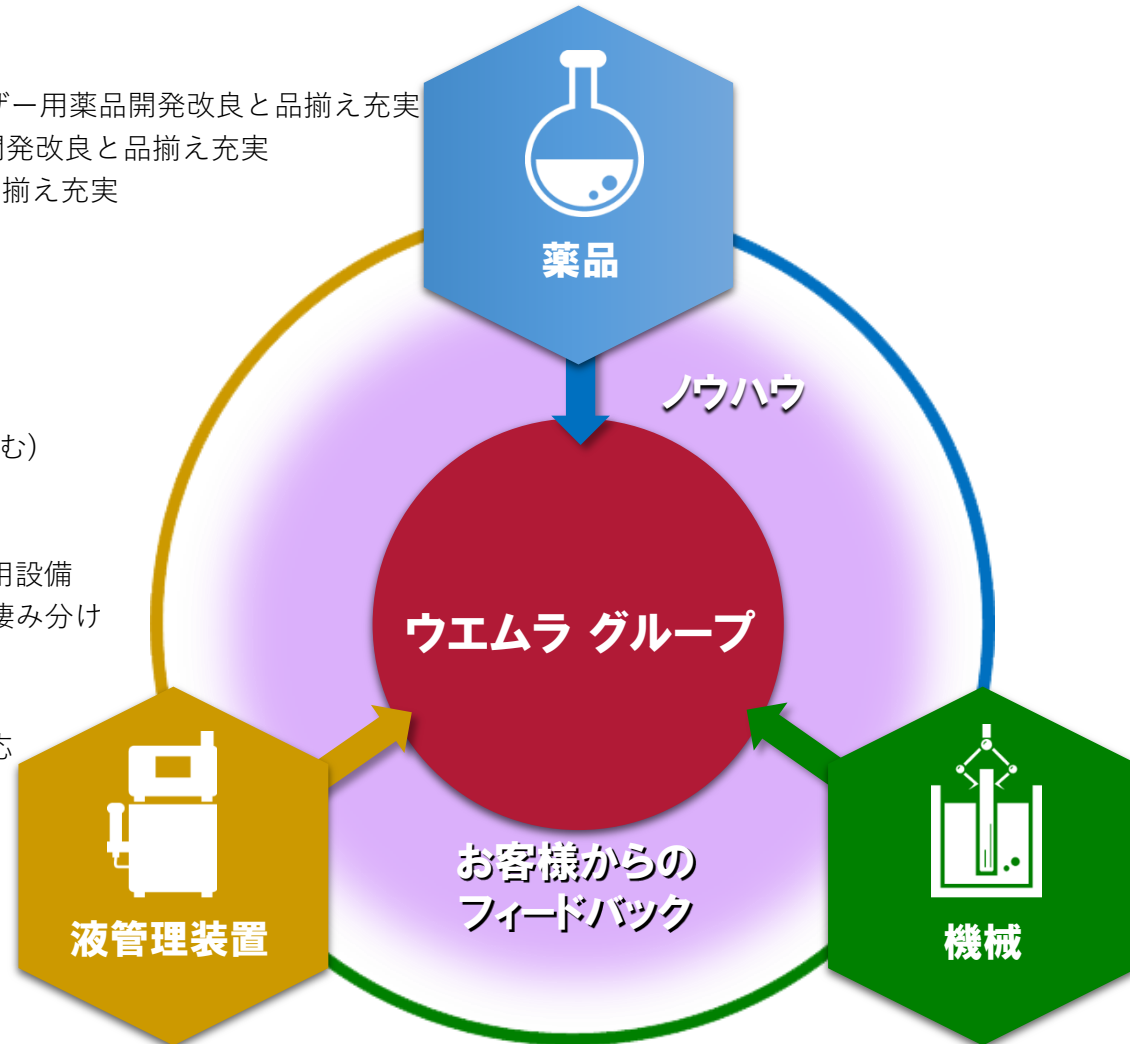 ザー用薬品開発改良と品揃え充実
開発改良と品揃え充実
揃え充実
薬品
ノウハウ
む)
用設備
棲み分け
ウエムラ グループ
応
お客様からの
フィードバック
液管理装置
機械